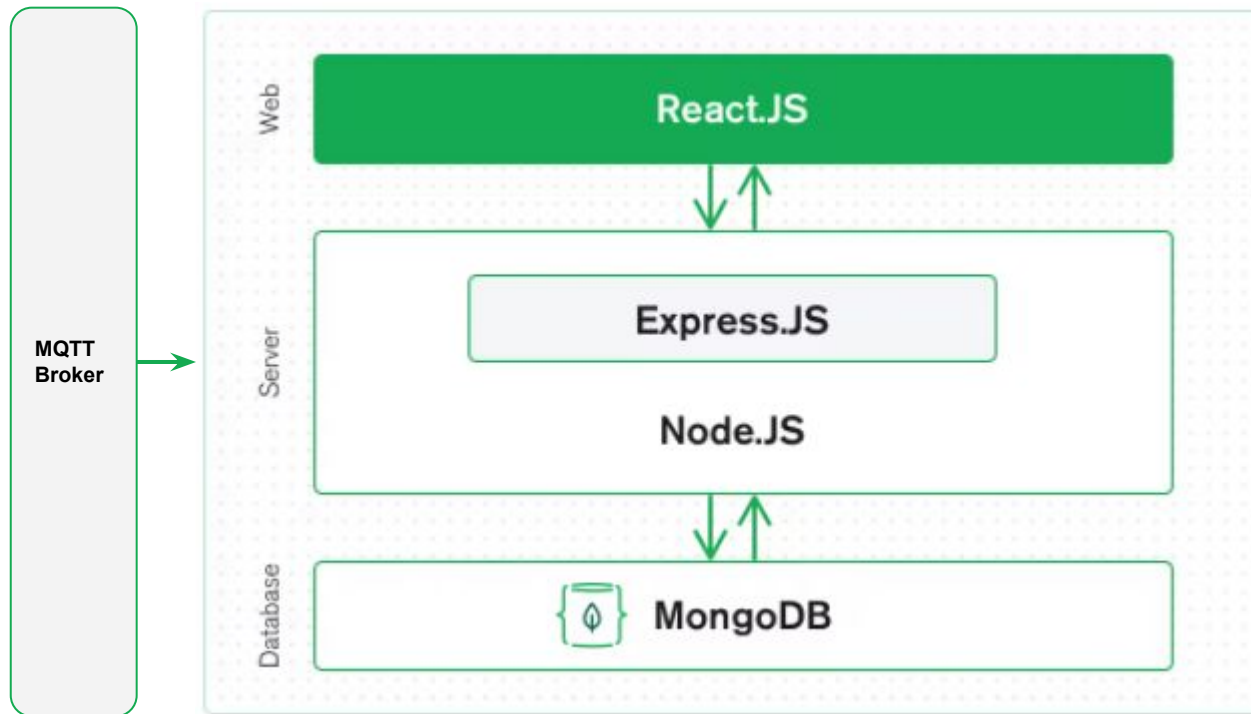 MQTT
Broker
Web
React.JS
Server
Express.JS
Node.JS
Database
MongoDB